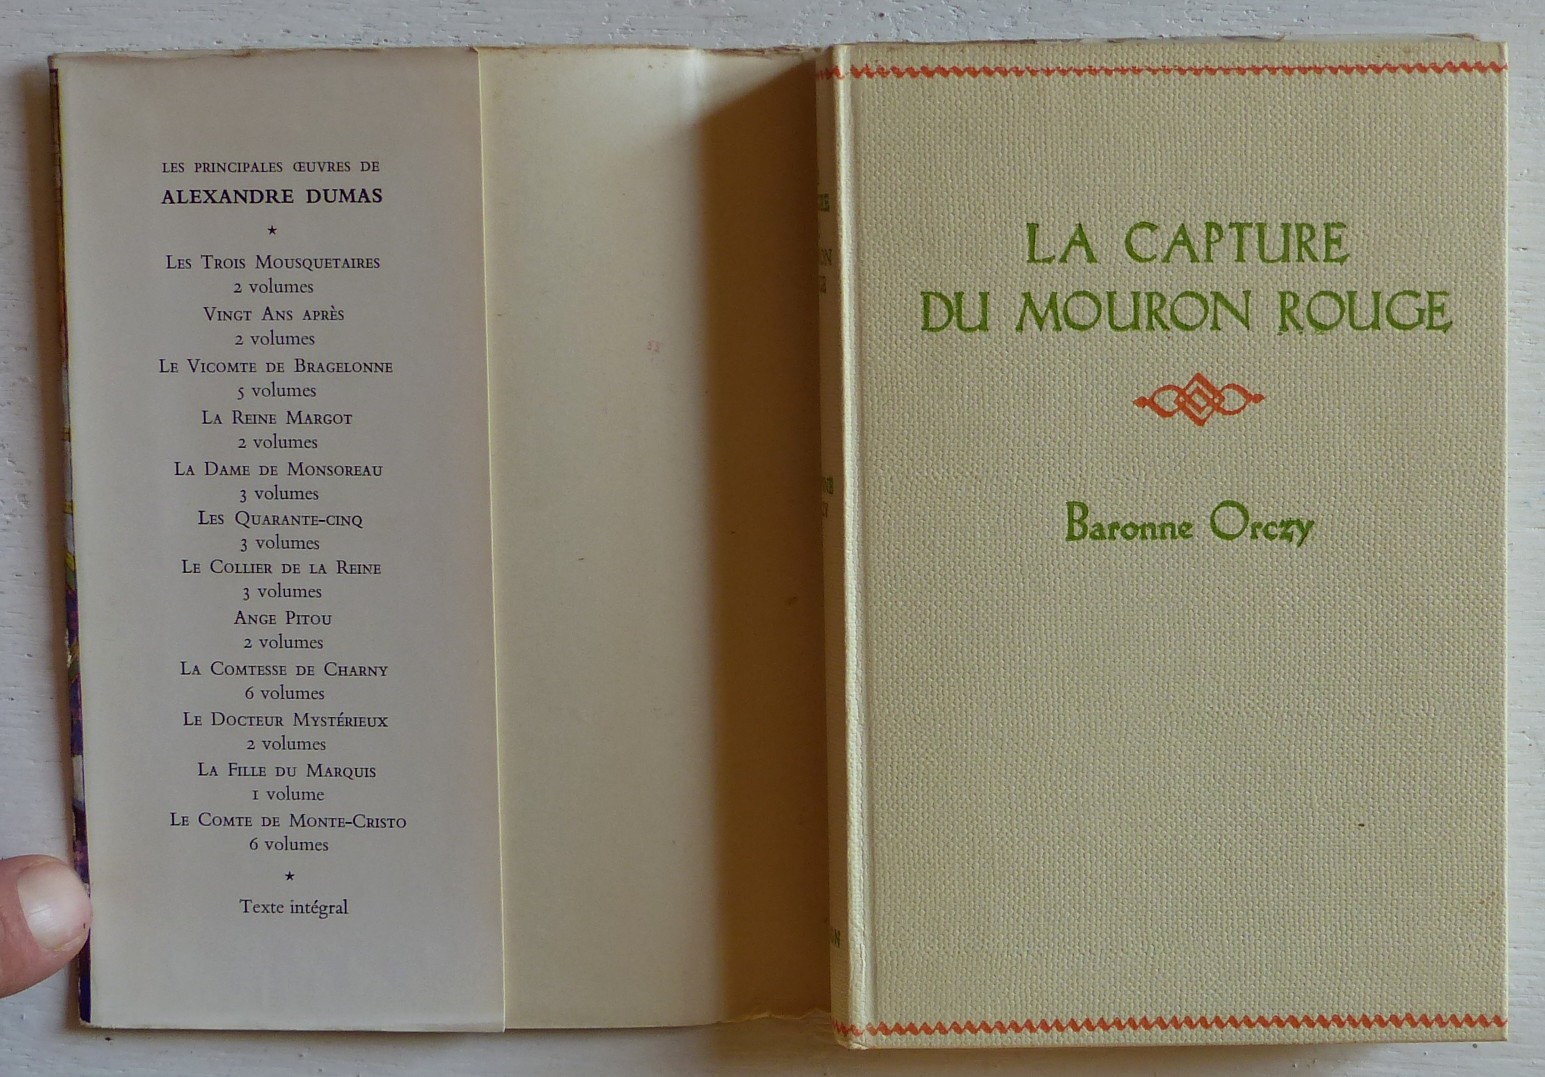 LES PRINCIPALES ŒUVRES DE
ALEXANDRE DUMAS
★
LES TROIS MOUSQUETAIRES
2 volumes
VINGT ANS APRÈS
2 volumes
LE VICOMTE DE BRAGELONNE
5 volumes
LA REINE MARGOT
2 volumes
LA DAME DE MONSOREAU
3 volumes
LES QUARANTE-CINQ
3 volumes
LE COLLIER DE LA REINE
3 volumes
ANGE PITOU
2 volumes
LA COMTESSE DE CHARNY
6 volumes
LE DOCTEUR MYSTÉRIEUX
2 volumes
LA FILLE DU MARQUIS
1 volume
LE COMTE DE MONTE-CRISTO
6 volumes
★
Texte intégral
LA CAPTURE
DU MOURON ROUGE
Baronne Orczy